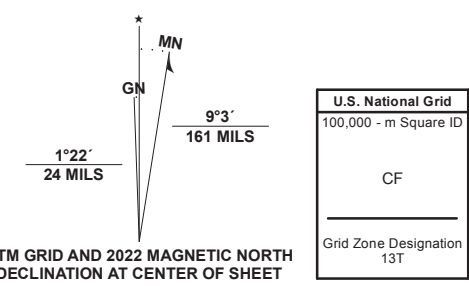 ★
MN
GN
9°3´
161 MILS
1°22´
24 MILS
TM GRID AND 2022 MAGNETIC NORTH
DECLINATION AT CENTER OF SHEET
U.S. National Grid
100,000 - m Square ID
CF
Grid Zone Designation
13T